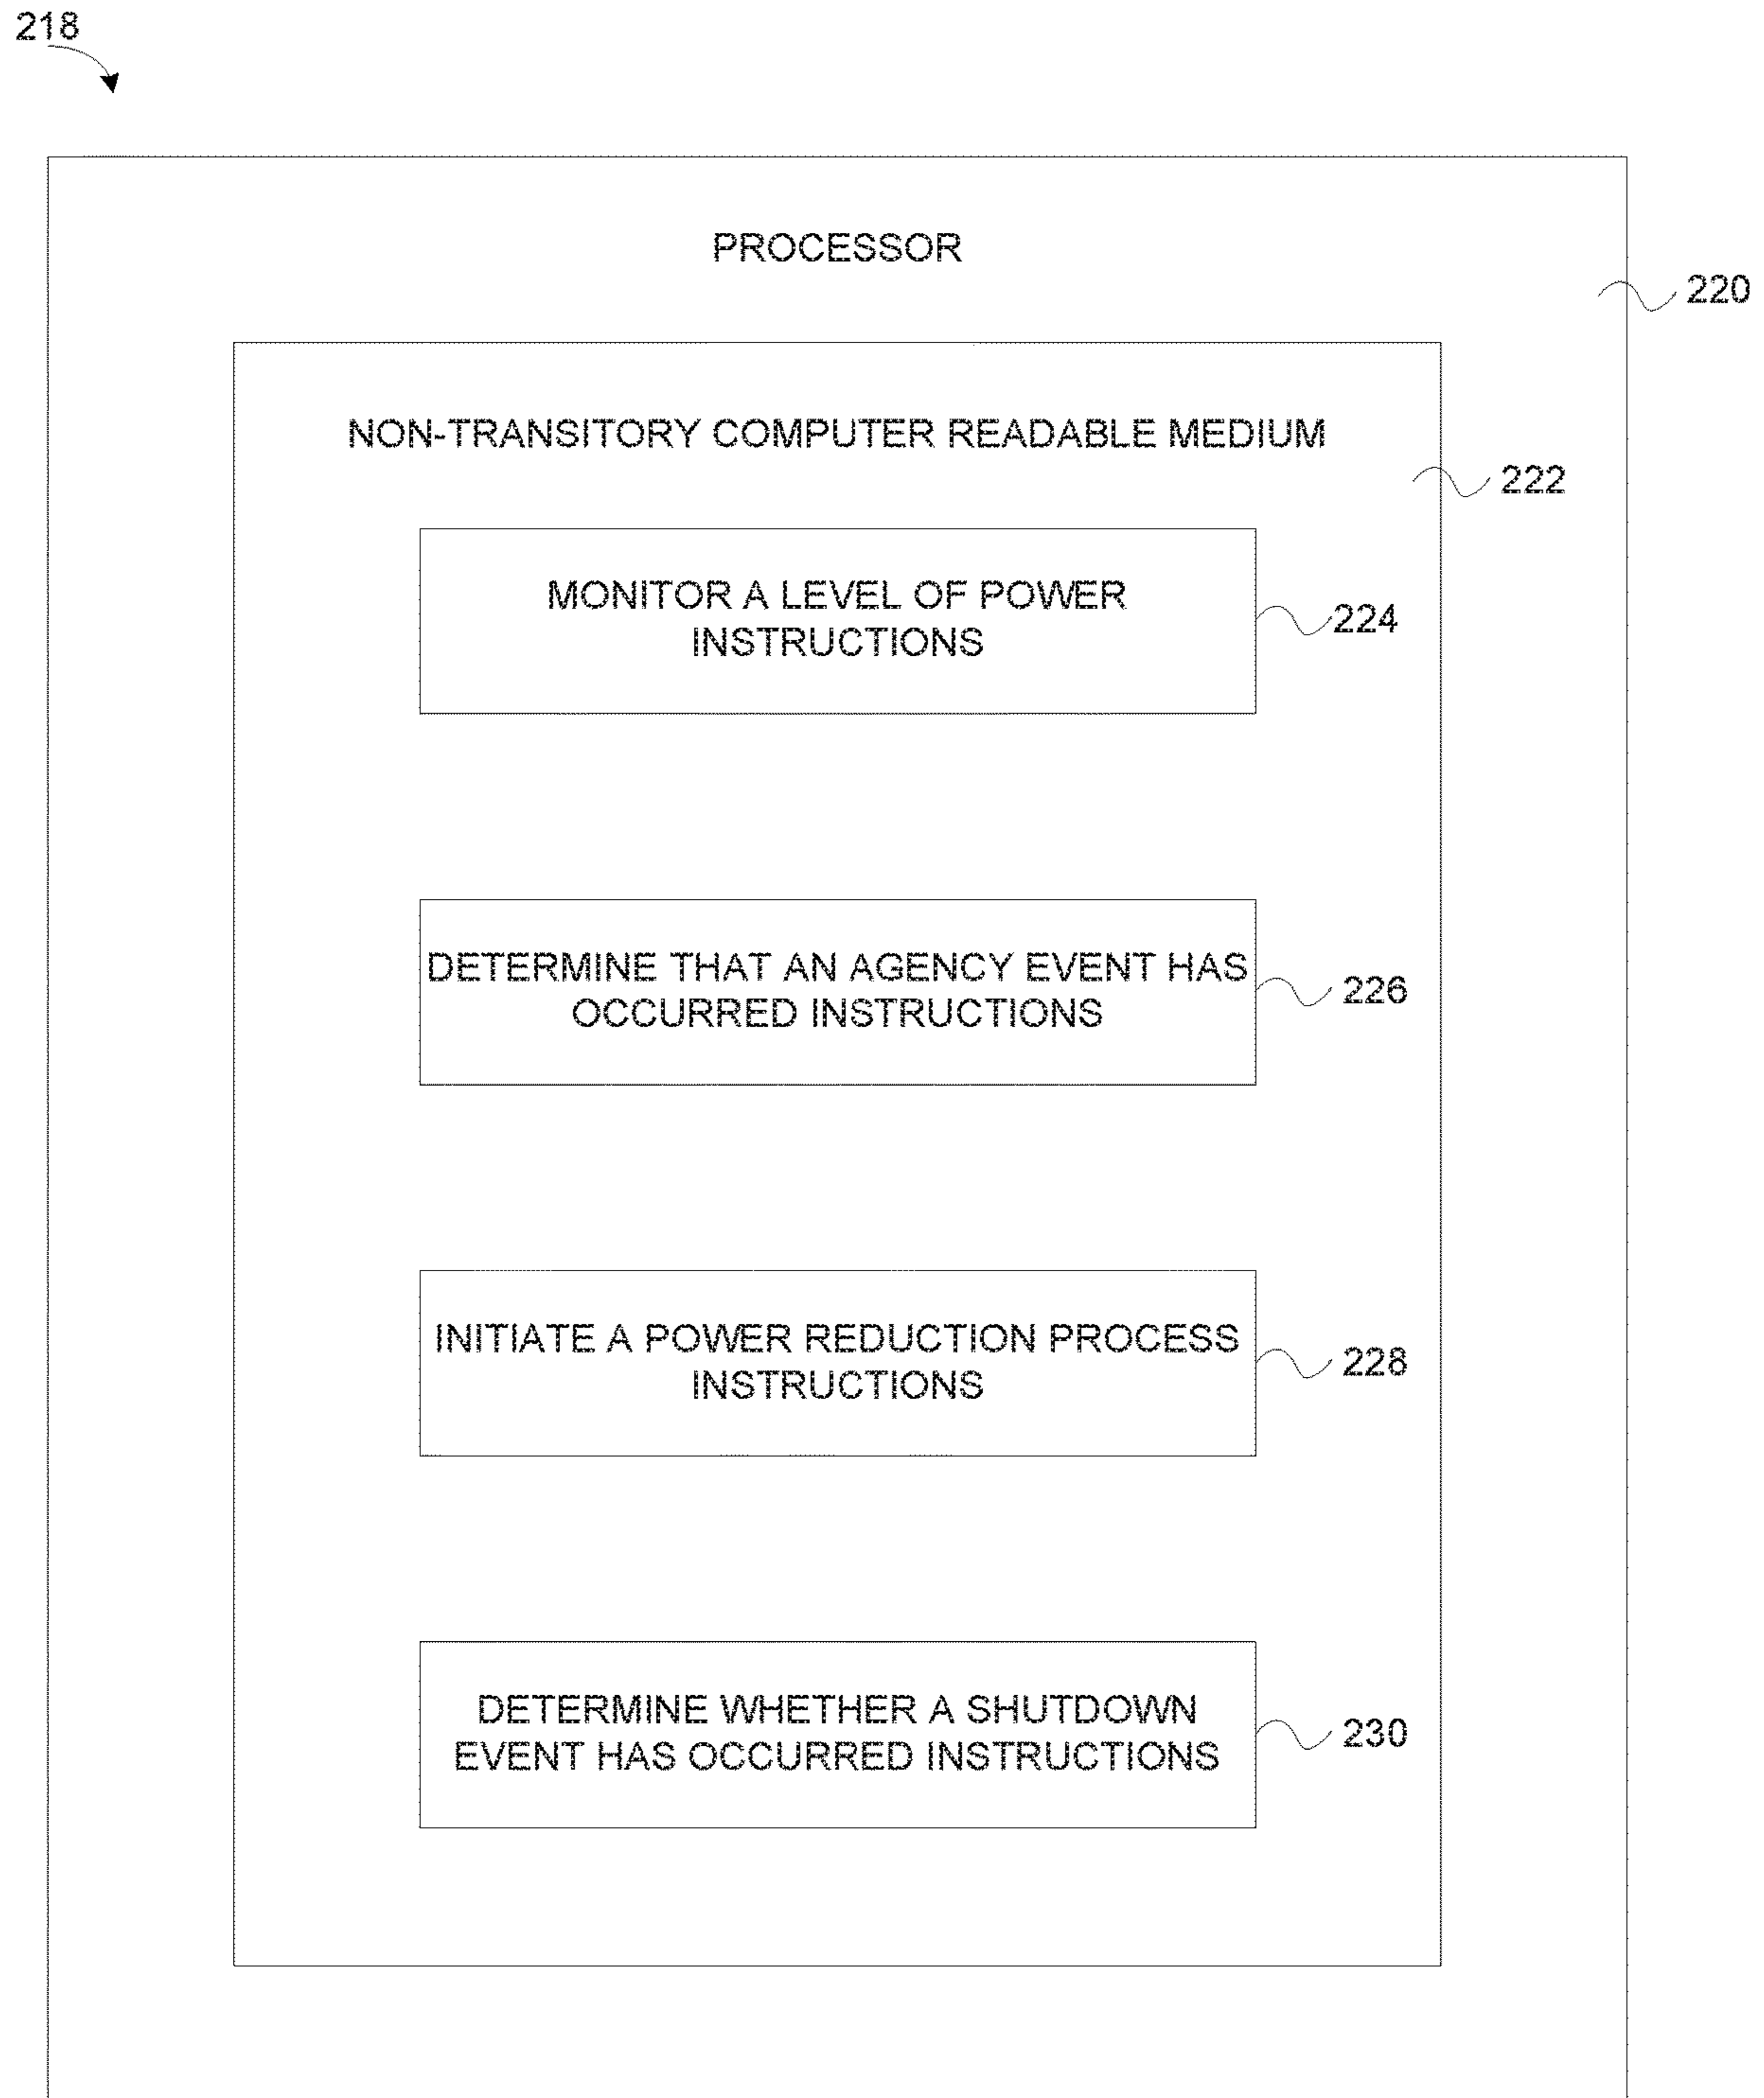 218
PROCESSOR
220
NON-TRANSITORY COMPUTER READABLE MEDIUM
222
MONITOR A LEVEL OF POWER
INSTRUCTIONS
224
DETERMINE THAT AN AGENCY EVENT HAS
OCCURRED INSTRUCTIONS
226
INITIATE A POWER REDUCTION PROCESS
INSTRUCTIONS
228
DETERMINE WHETHER A SHUTDOWN
EVENT HAS OCCURRED INSTRUCTIONS
230